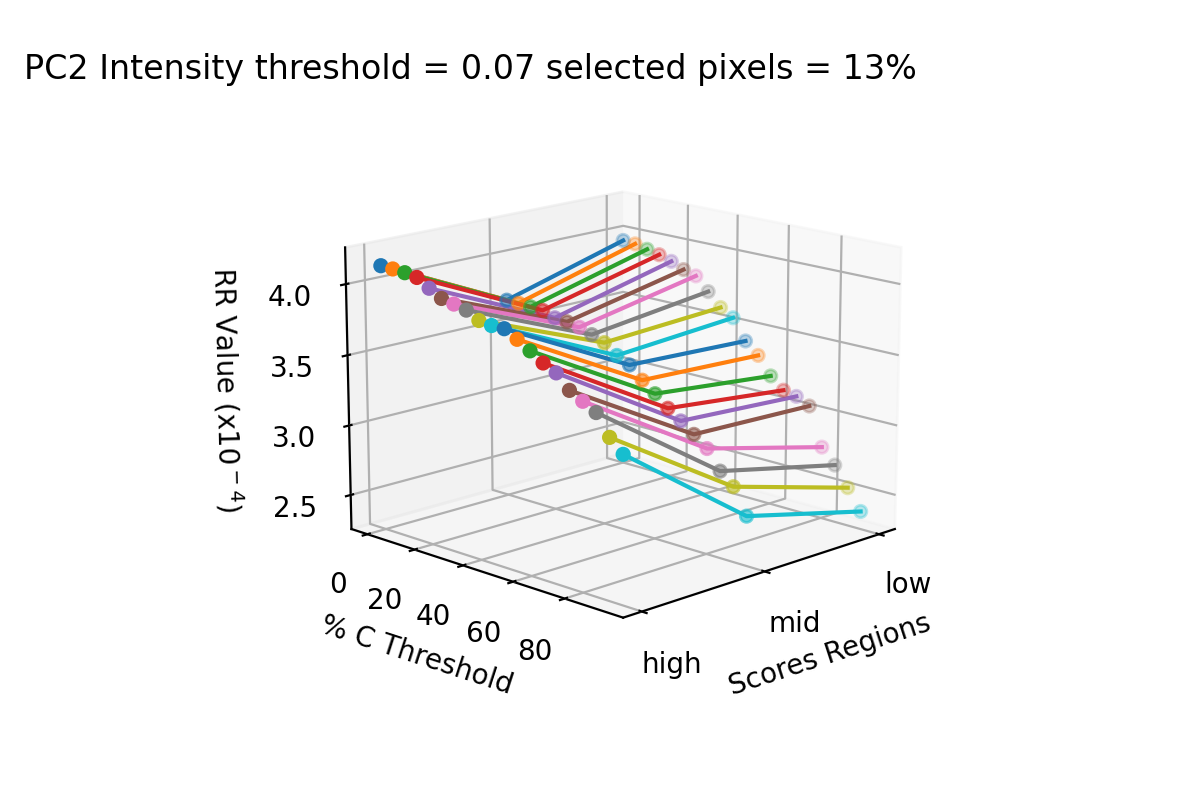 PC2 Intensity threshold = 0.07 selected pixels = 13%
RR Value (x10⁻⁴)
4.0
3.5
3.0
2.5
0
20
40
60
80
% C Threshold
high
mid
low
Scores Regions